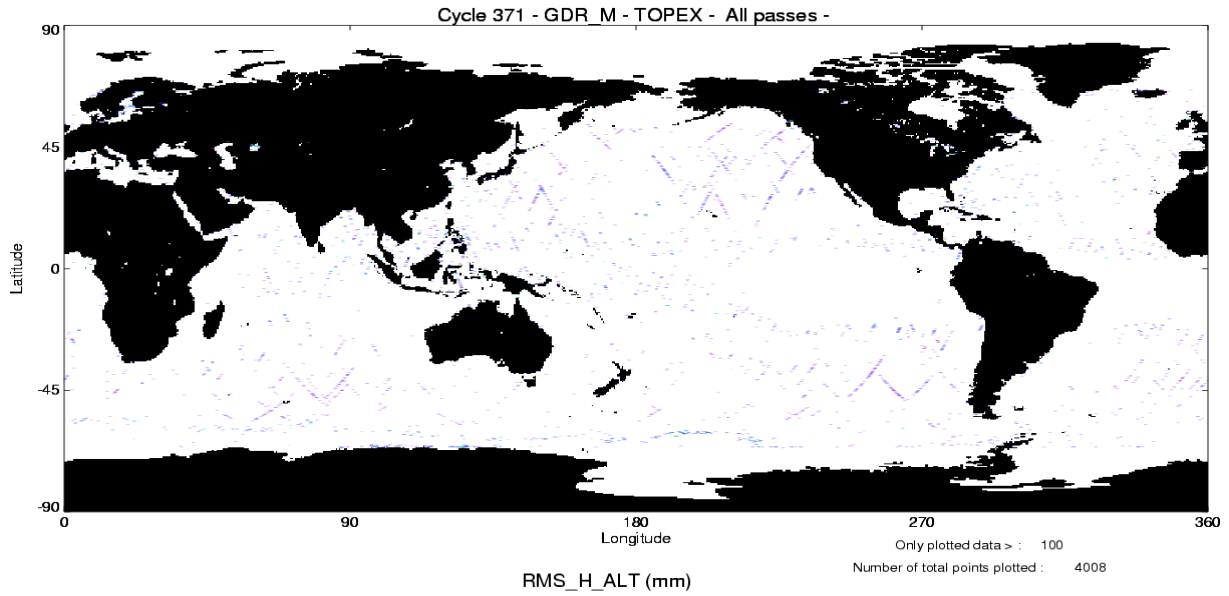 Cycle 371 - GDR_M - TOPEX - All passes -
90
45
0
-45
-90
Latitude
0 90 180 270 360
Longitude
Only plotted data > : 100
Number of total points plotted : 4008
RMS_H_ALT (mm)